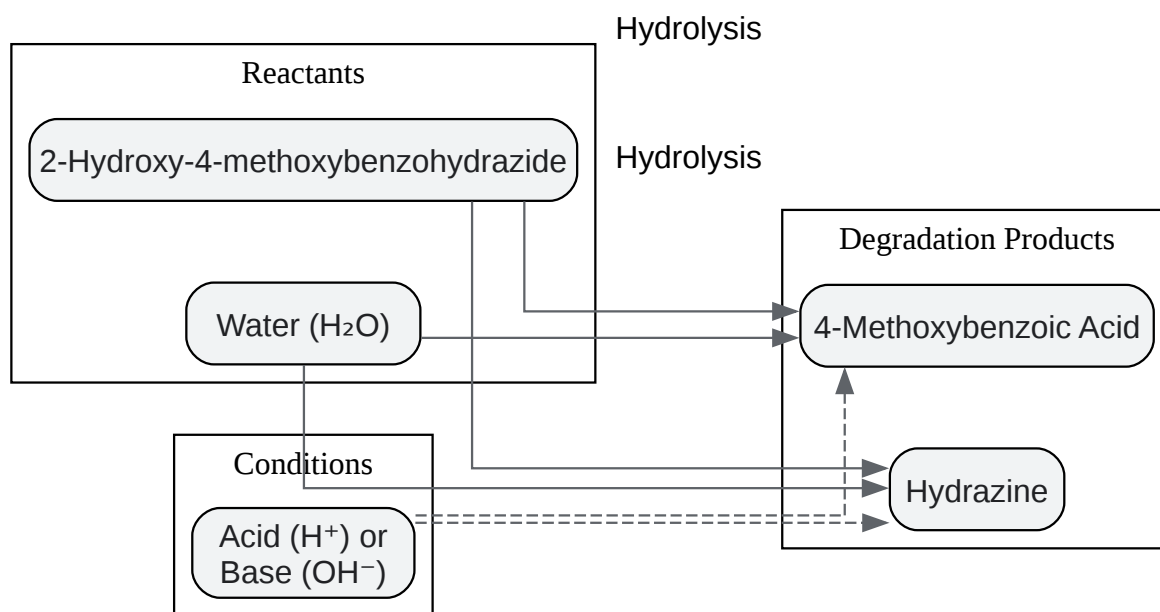 Hydrolysis
Reactants
2-Hydroxy-4-methoxybenzohydrazide
Hydrolysis
Degradation Products
Water (H₂O)
4-Methoxybenzoic Acid
Conditions
Hydrazine
Acid (H⁺) or
Base (OH⁻)